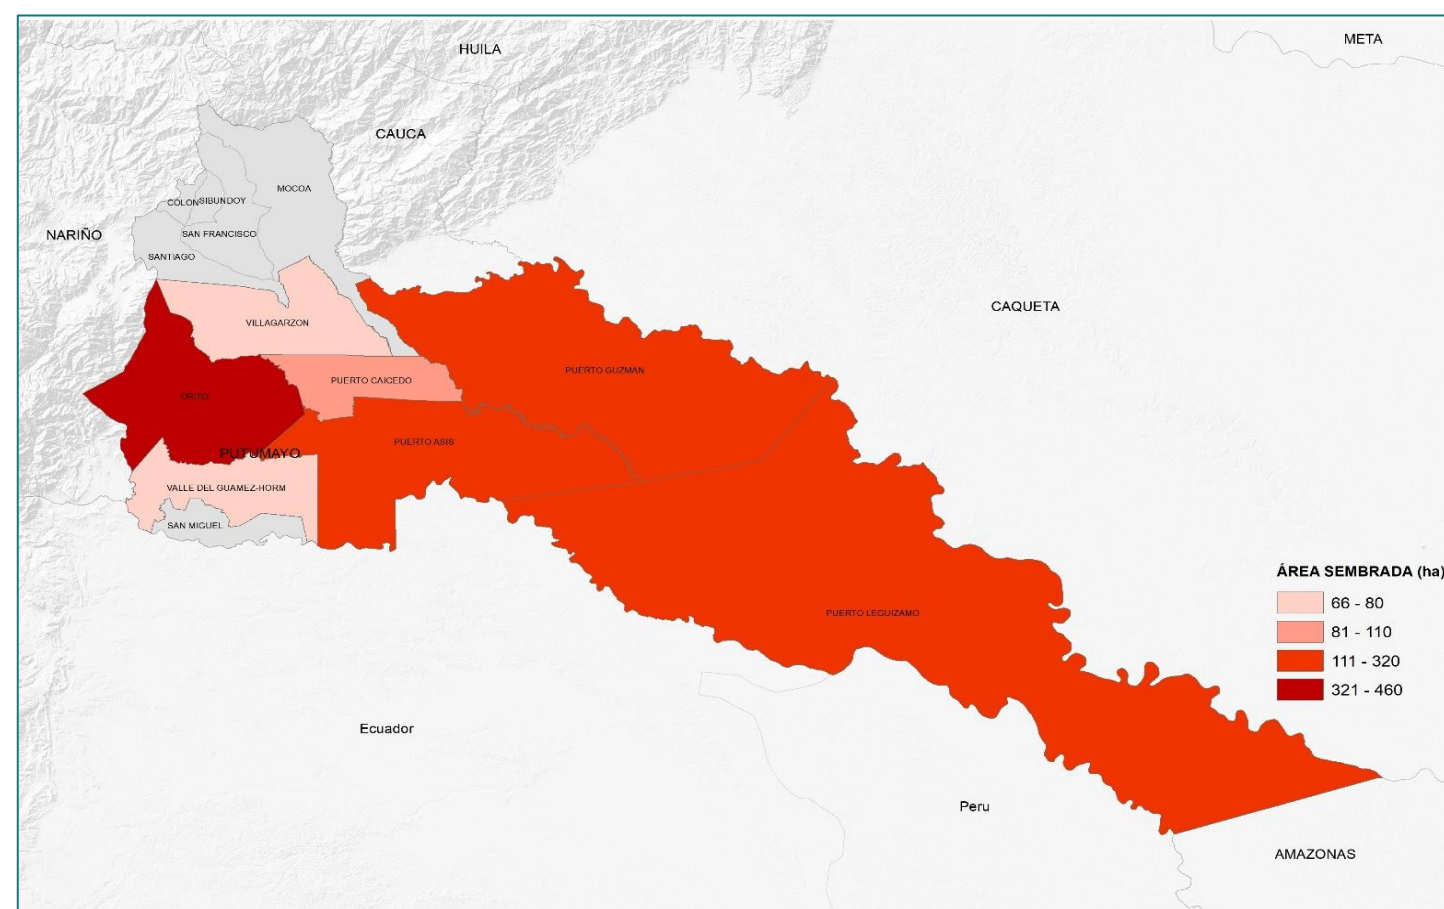 META
HUILA
CAUCA
MOCOA
COLON
SIBUNDOY
NARIÑO
SAN FRANCISCO
SANTIAGO
CAQUETA
VILLAGARZON
PUERTO GUZMAN
PUERTO CAICEDO
ORITO
PUERTO ASIS
PUTUMAYO
VALLE DEL GUAMEZ-HORM
SAN MIGUEL
ÁREA SEMBRADA (ha)
66 - 80
81 - 110
111 - 320
321 - 460
PUERTO LEGUIZAMO
Ecuador
Peru
AMAZONAS